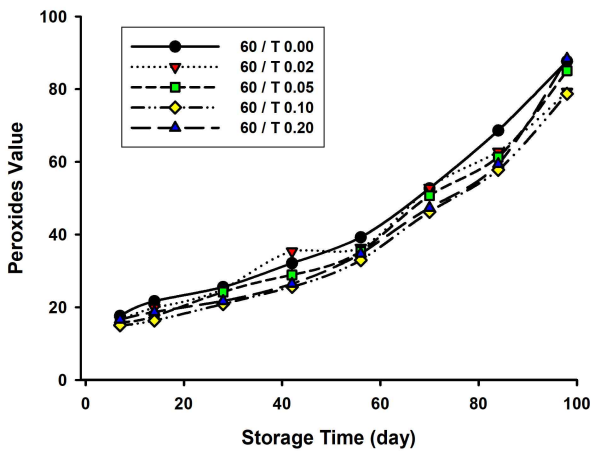 100
80
60
40
20
0
Peroxides Value
60 / T 0.00
60 / T 0.02
60 / T 0.05
60 / T 0.10
60 / T 0.20
0 20 40 60 80 100
Storage Time (day)